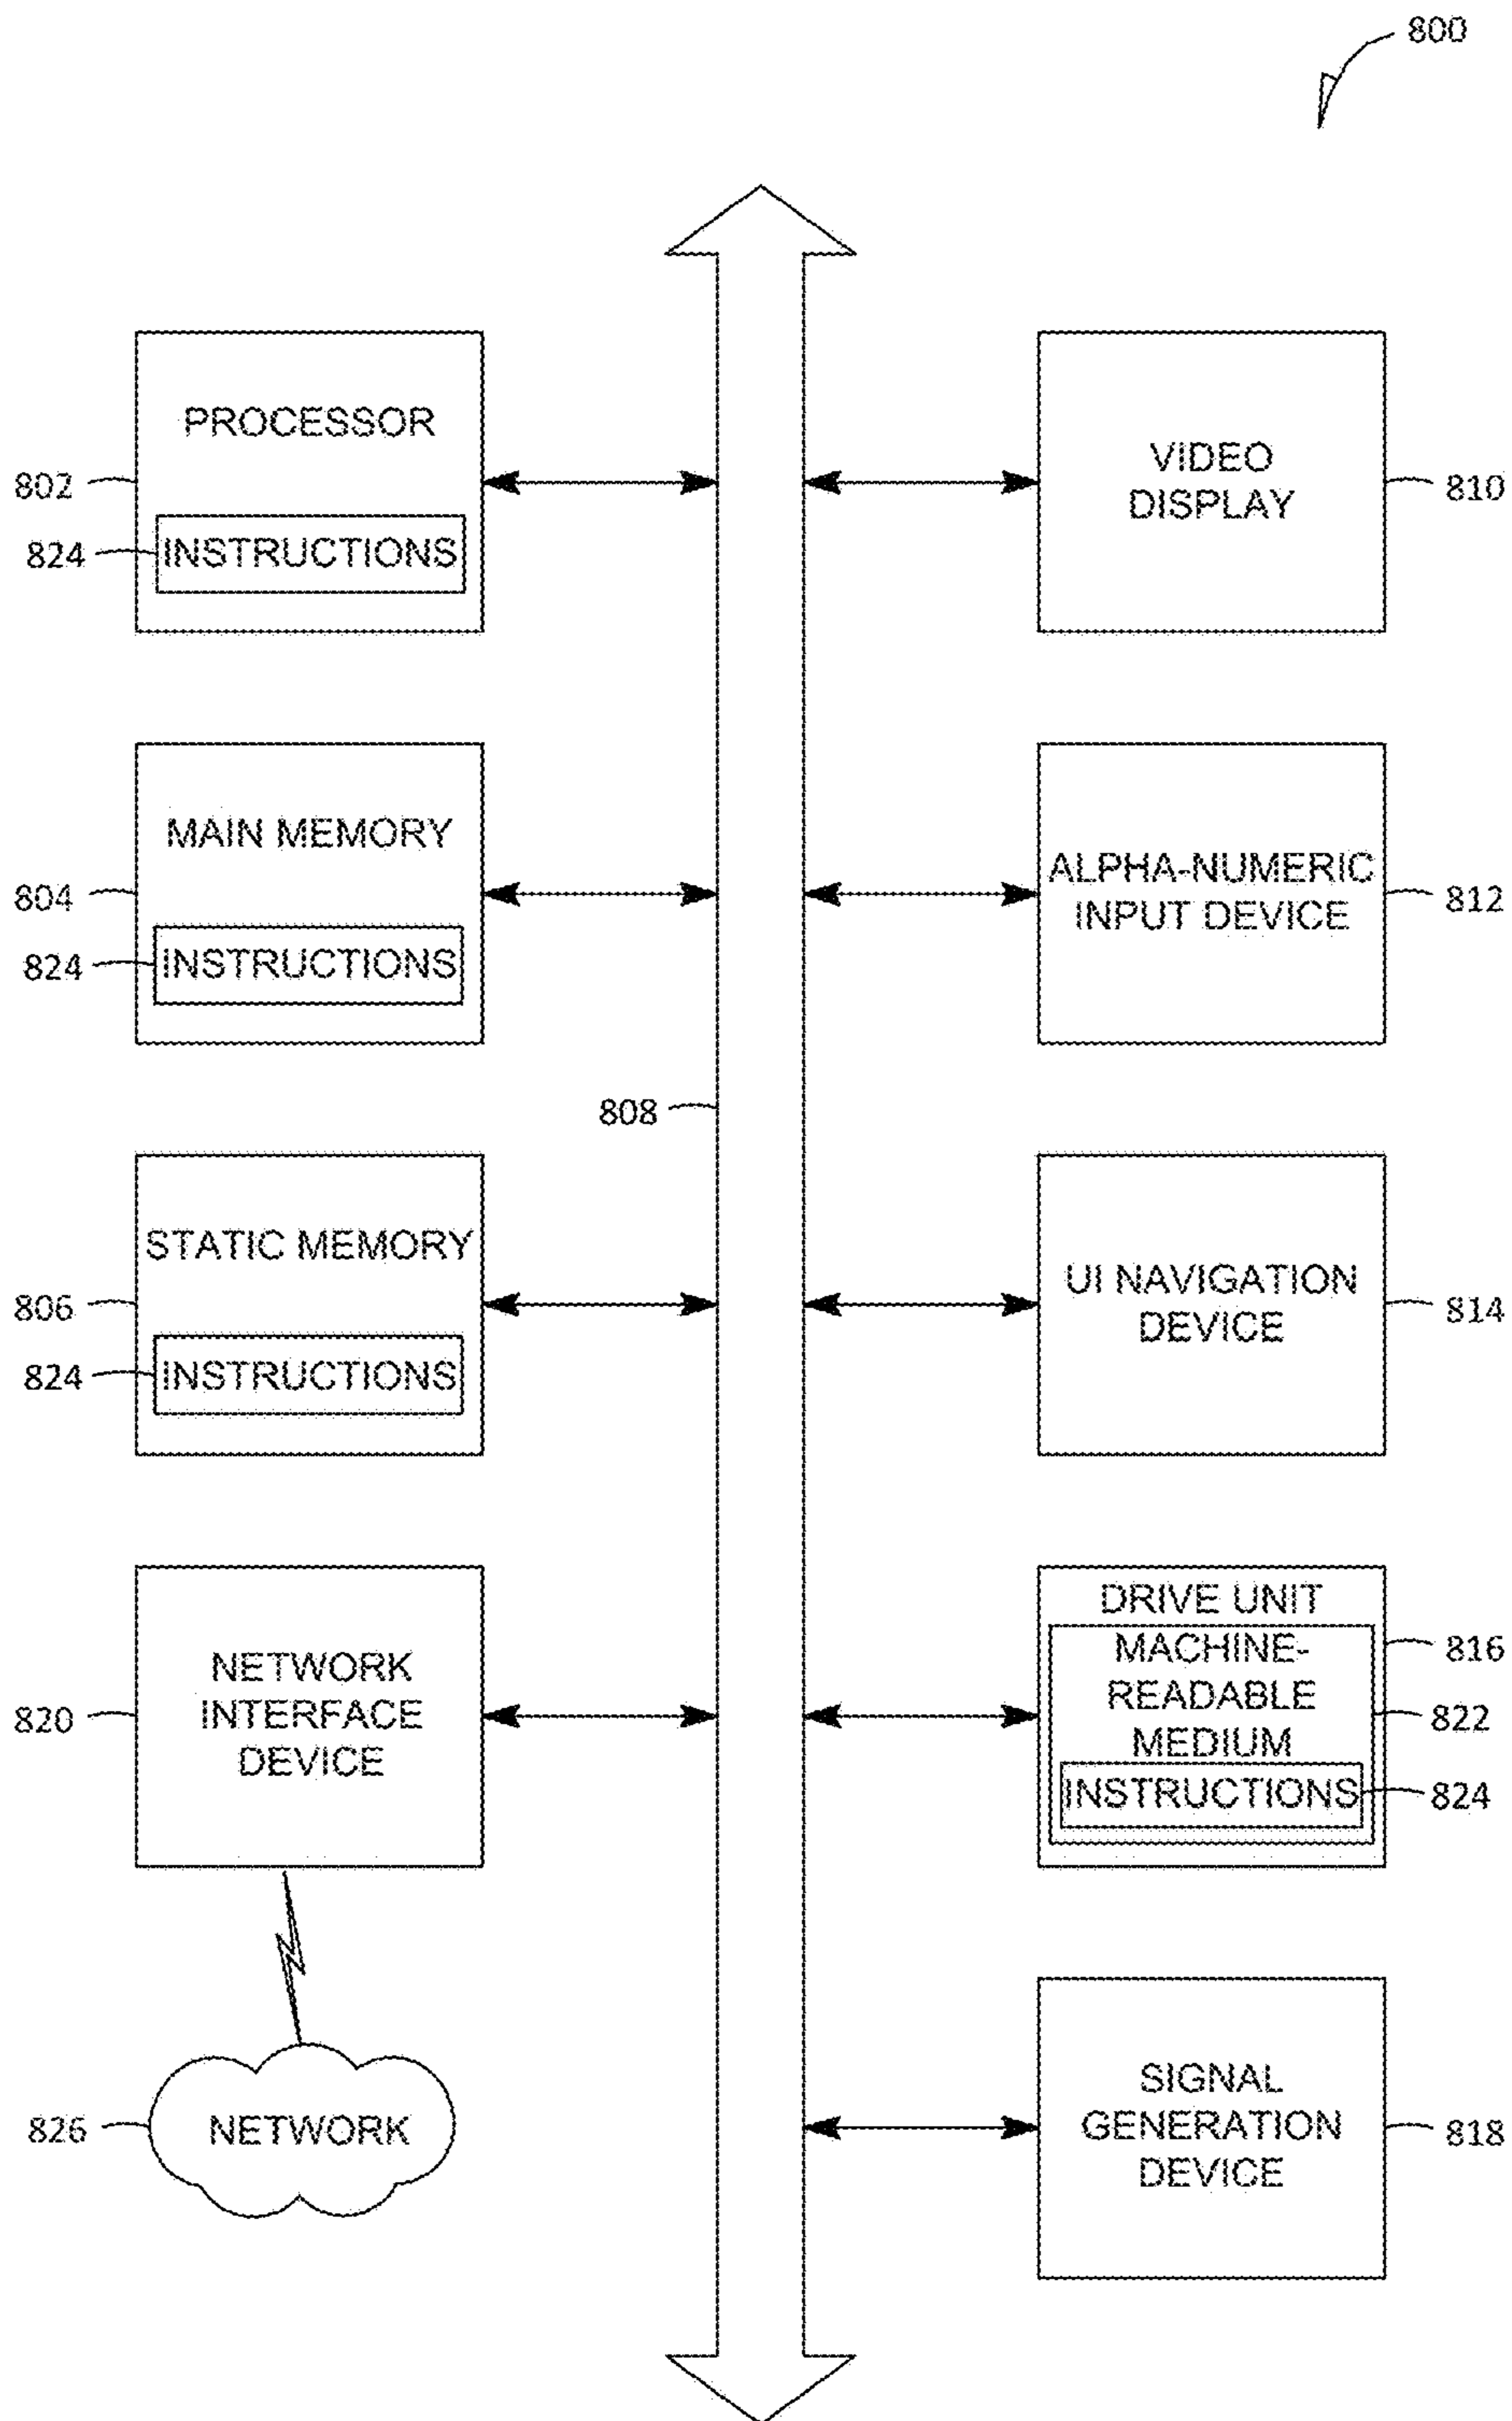 800
PROCESSOR
802
824
INSTRUCTIONS
VIDEO
DISPLAY
810
MAIN MEMORY
804
824
INSTRUCTIONS
ALPHA-NUMERIC
INPUT DEVICE
812
808
STATIC MEMORY
806
824
INSTRUCTIONS
UI NAVIGATION
DEVICE
814
NETWORK
INTERFACE
DEVICE
820
DRIVE UNIT
816
MACHINE-
READABLE
MEDIUM
822
INSTRUCTIONS
824
826
NETWORK
SIGNAL
GENERATION
DEVICE
818